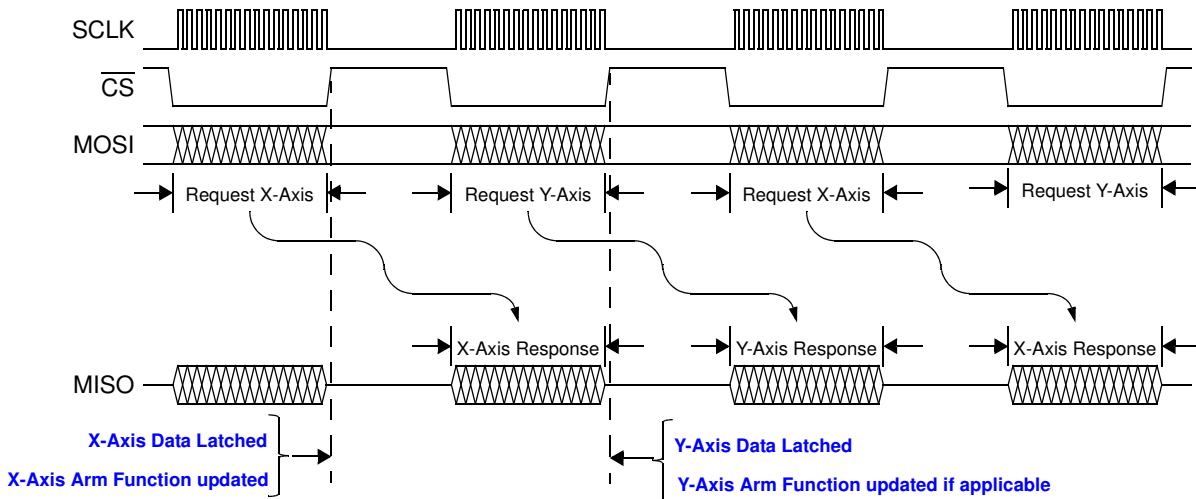 SCLK
CS
MOSI
Request X-Axis
Request Y-Axis
Request X-Axis
Request Y-Axis
X-Axis Response
Y-Axis Response
X-Axis Response
MISO
X-Axis Data Latched
X-Axis Arm Function updated
Y-Axis Data Latched
Y-Axis Arm Function updated if applicable